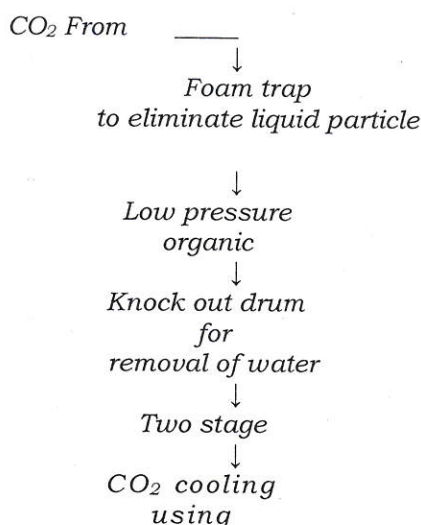 CO₂ From ______
↓
Foam trap
to eliminate liquid particle
↓
Low pressure
organic
↓
Knock out drum
for
removal of water
↓
Two stage
↓
CO₂ cooling
using